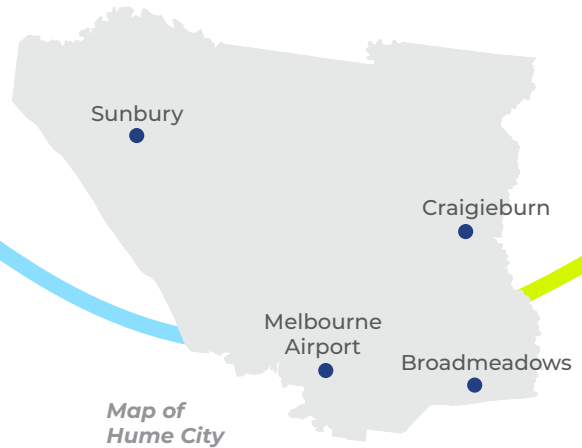 Sunbury
Craigieburn
Melbourne
Airport
Broadmeadows
Map of
Hume City